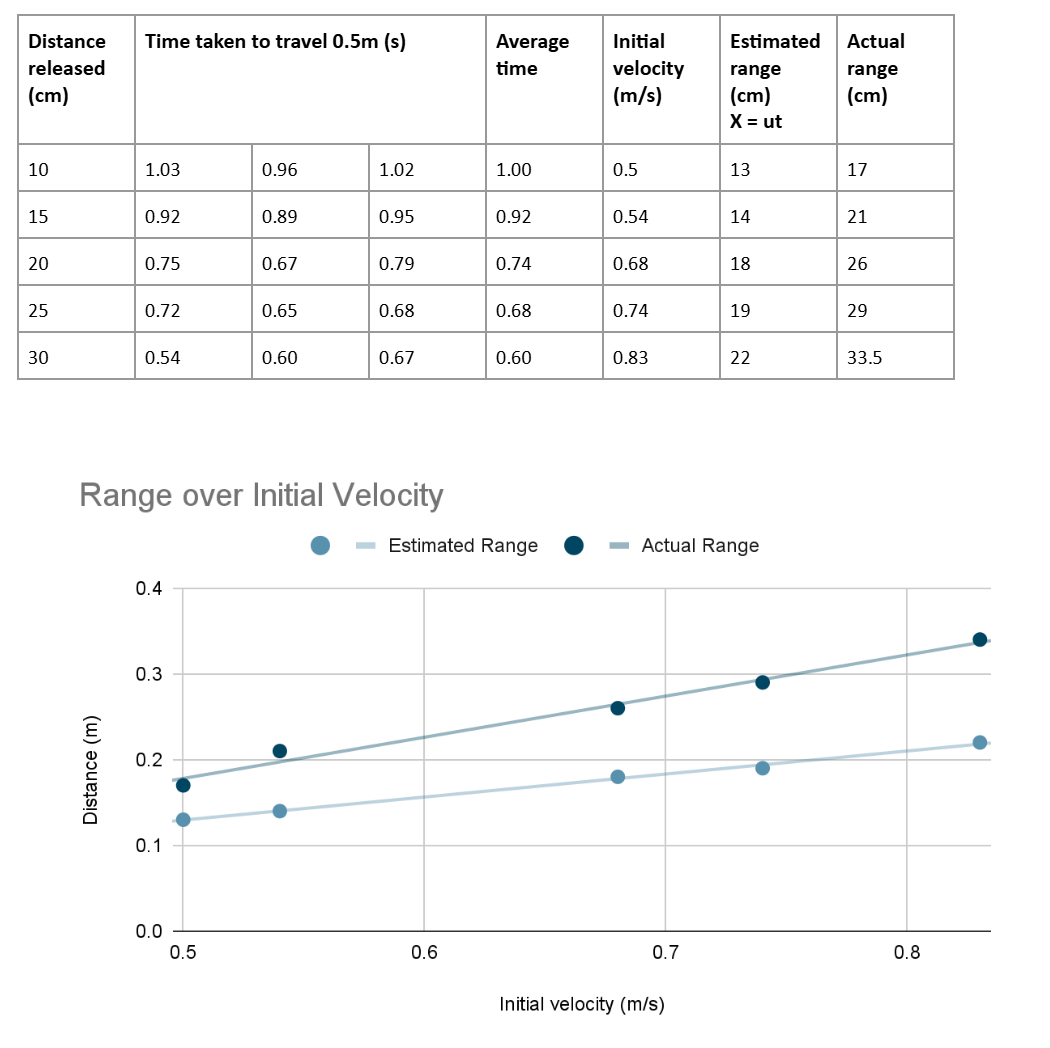 Distance released (cm) Time taken to travel 0.5m (s) Average time Initial velocity (m/s) Estimated range (cm) X = ut Actual range (cm)
10 1.03 0.96 1.02 1.00 0.5 13 17
15 0.92 0.89 0.95 0.92 0.54 14 21
20 0.75 0.67 0.79 0.74 0.68 18 26
25 0.72 0.65 0.68 0.68 0.74 19 29
30 0.54 0.60 0.67 0.60 0.83 22 33.5
Range over Initial Velocity
Estimated Range Actual Range
0.4
0.3
0.2
0.1
0.0
Distance (m)
0.5 0.6 0.7 0.8
Initial velocity (m/s)